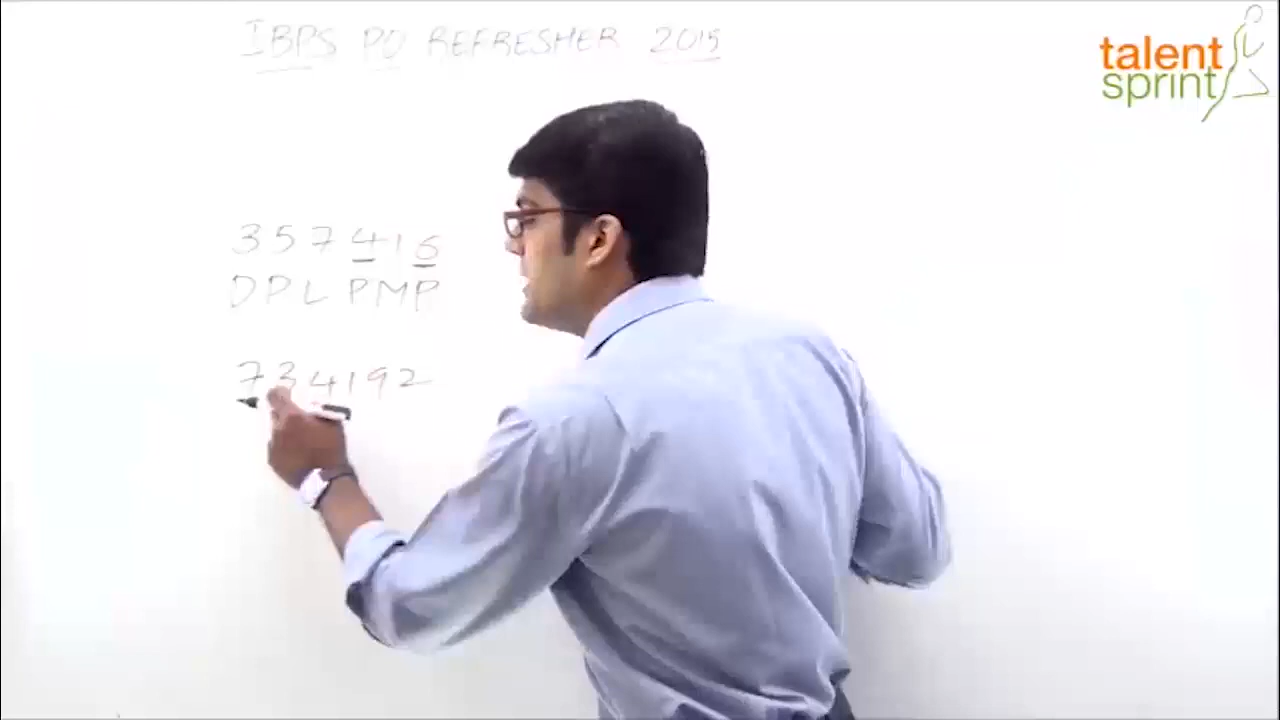 IBPS PO REFRESHER 2015
talent
sprint
357416
DPLPMP
734192